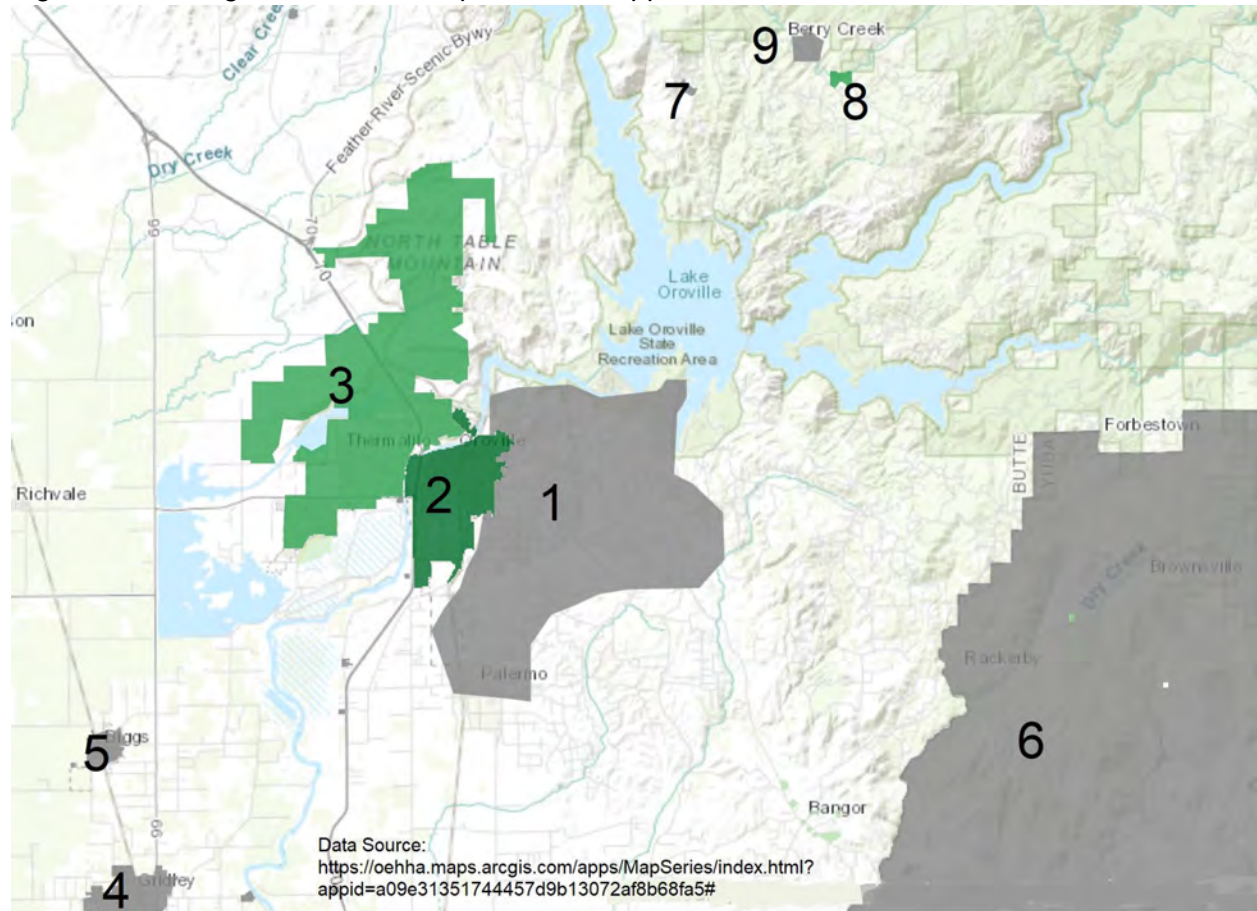 Berry Creek
9
8
7
Clear Creek
Feather-River-Scenic-Bywy
Dry Creek
99
70
70
NORTH TABLE
MOUNTAIN
Lake
Oroville
Lake Oroville
State
Recreation Area
3
Thermalito
Oroville
Forbestown
BUTTE
YUBA
Richvale
2
1
Dry Creek
Brownsville
Rackerby
Palermo
6
Biggs
5
Bangor
99
Gridley
4
Data Source:
https://oehha.maps.arcgis.com/apps/MapSeries/index.html?
appid=a09e31351744457d9b13072af8b68fa5#